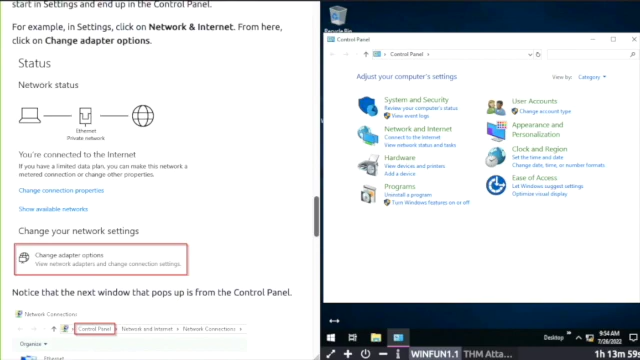 start in Settings and end up in the Control Panel.
For example, in Settings, click on Network & Internet. From here,
click on Change adapter options.
Status
Network status
Ethernet
Private network
You're connected to the Internet
If you have a limited data plan, you can make this network a
metered connection or change other properties.
Change connection properties
Show available networks
Change your network settings
Change adapter options
View network adapters and change connection settings.
Notice that the next window that pops up is from the Control Panel.
Network Connections
Control Panel › Network and Internet › Network Connections ›
Organize
Ethernet
Recycle Bin
Control Panel
Control Panel ›
Adjust your computer's settings
View by: Category
System and Security
Review your computer's status
View event logs
Network and Internet
Connect to the Internet
View network status and tasks
Hardware
View devices and printers
Add a device
Programs
Uninstall a program
Turn Windows features on or off
User Accounts
Change account type
Appearance and
Personalization
Clock and Region
Set the time and date
Change date, time, or number formats
Ease of Access
Let Windows suggest settings
Optimize visual display
Desktop »
9:54 AM
7/26/2022
WINFUN1.1 THM Atta...
1h 13m 59